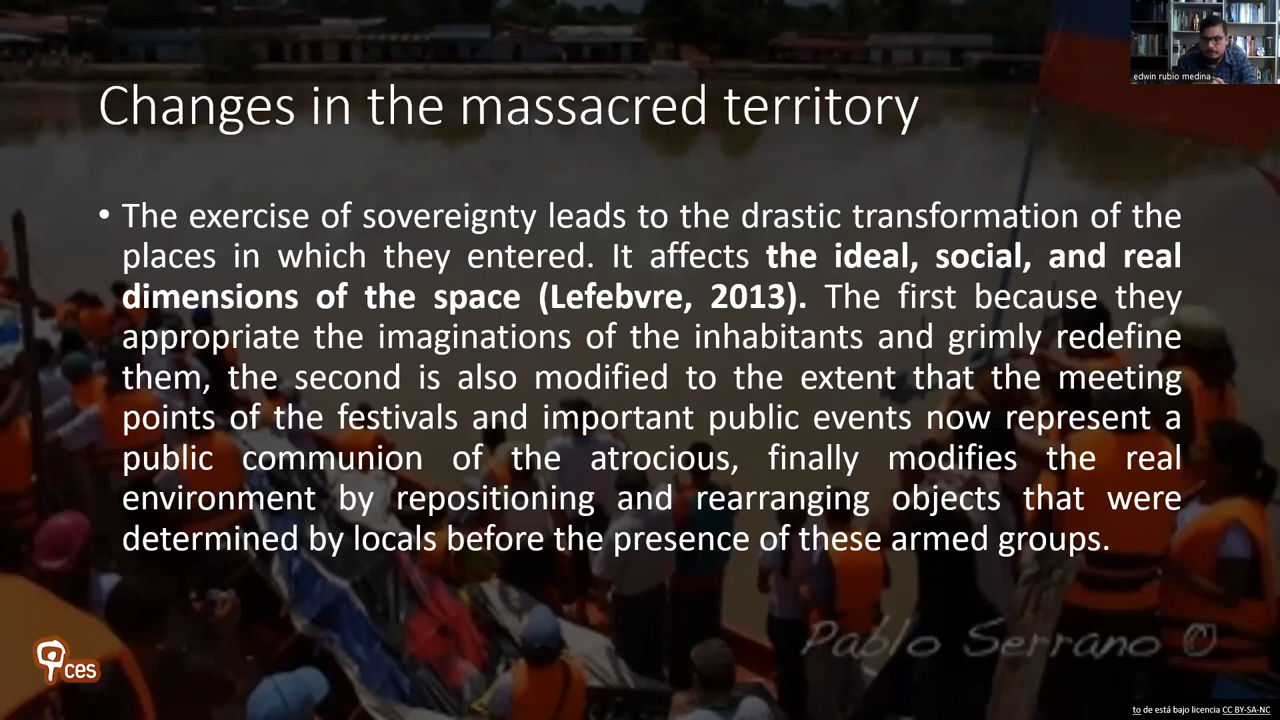 edwin rubio medina
Changes in the massacred territory
• The exercise of sovereignty leads to the drastic transformation of the
places in which they entered. It affects the ideal, social, and real
dimensions of the space (Lefebvre, 2013). The first because they
appropriate the imaginations of the inhabitants and grimly redefine
them, the second is also modified to the extent that the meeting
points of the festivals and important public events now represent a
public communion of the atrocious, finally modifies the real
environment by repositioning and rearranging objects that were
determined by locals before the presence of these armed groups.
Pablo Serrano ©
ces
to de está bajo licencia CC BY-SA-NC